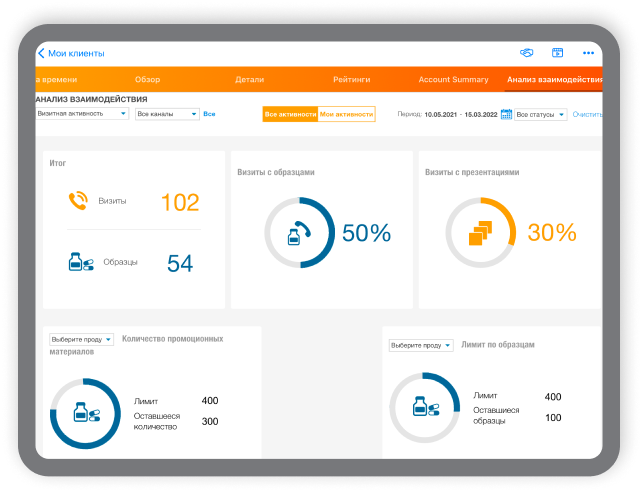 Мои клиенты
а времени Обзор Детали Рейтинги Account Summary Анализ взаимодействия
АНАЛИЗ ВЗАИМОДЕЙСТВИЯ
Визитная активность Все каналы Все Все активности Мои активности Период: 10.05.2021 - 15.03.2022 Все статусы Очистить
Итог
Визиты 102
Образцы 54
Визиты с образцами
50%
Визиты с презентациями
30%
Выберите проду Количество промоционных
материалов
Лимит 400
Оставшееся
количество 300
Выберите проду Лимит по образцам
Лимит 400
Оставшиеся
образцы 100